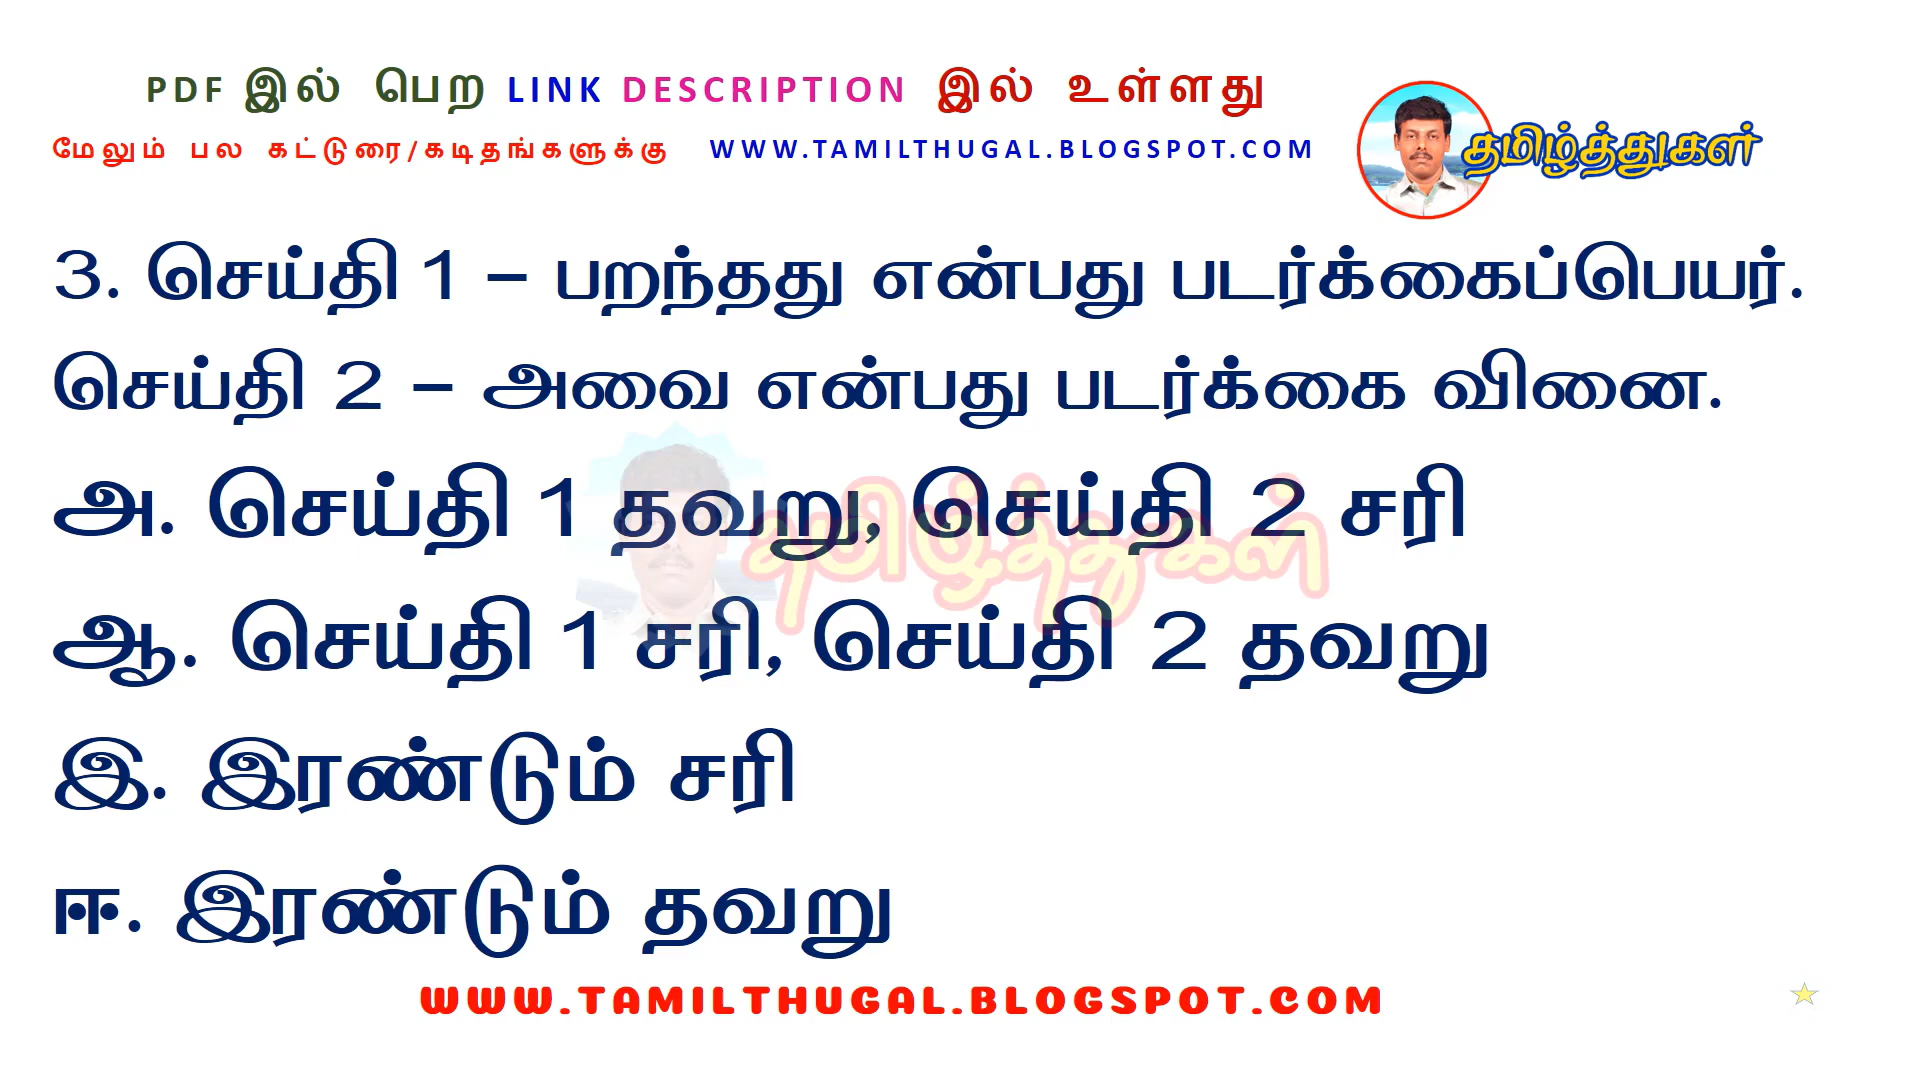 PDF இல் பெற LINK DESCRIPTION இல் உள்ளது
மேலும் பல கட்டுரை/கடிதங்களுக்கு WWW.TAMILTHUGAL.BLOGSPOT.COM
தமிழ்த்துகள்
3. செய்தி 1 – பறந்தது என்பது படர்க்கைப்பெயர்.
செய்தி 2 – அவை என்பது படர்க்கை வினை.
அ. செய்தி 1 தவறு, செய்தி 2 சரி
தமிழ்த்துகள்
ஆ. செய்தி 1 சரி, செய்தி 2 தவறு
இ. இரண்டும் சரி
ஈ. இரண்டும் தவறு
WWW.TAMILTHUGAL.BLOGSPOT.COM